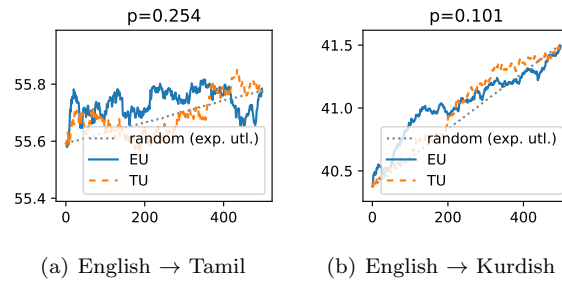 p=0.254
55.8
55.6
55.4
random (exp. utl.)
EU
TU
0 200 400
(a) English → Tamil
p=0.101
41.5
41.0
40.5
random (exp. utl.)
EU
TU
0 200 400
(b) English → Kurdish